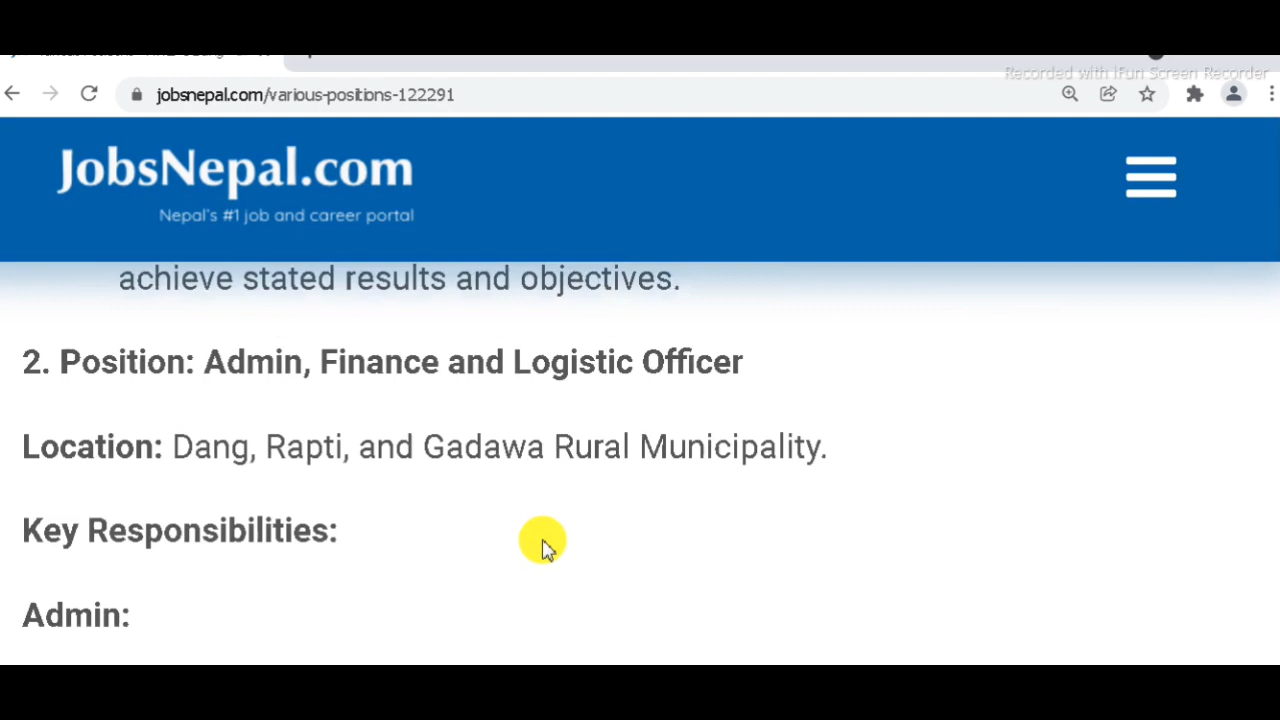 Recorded with iFun Screen Recorder
jobsnepal.com/various-positions-122291
JobsNepal.com
Nepal's #1 job and career portal
achieve stated results and objectives.
2. Position: Admin, Finance and Logistic Officer
Location: Dang, Rapti, and Gadawa Rural Municipality.
Key Responsibilities:
Admin: